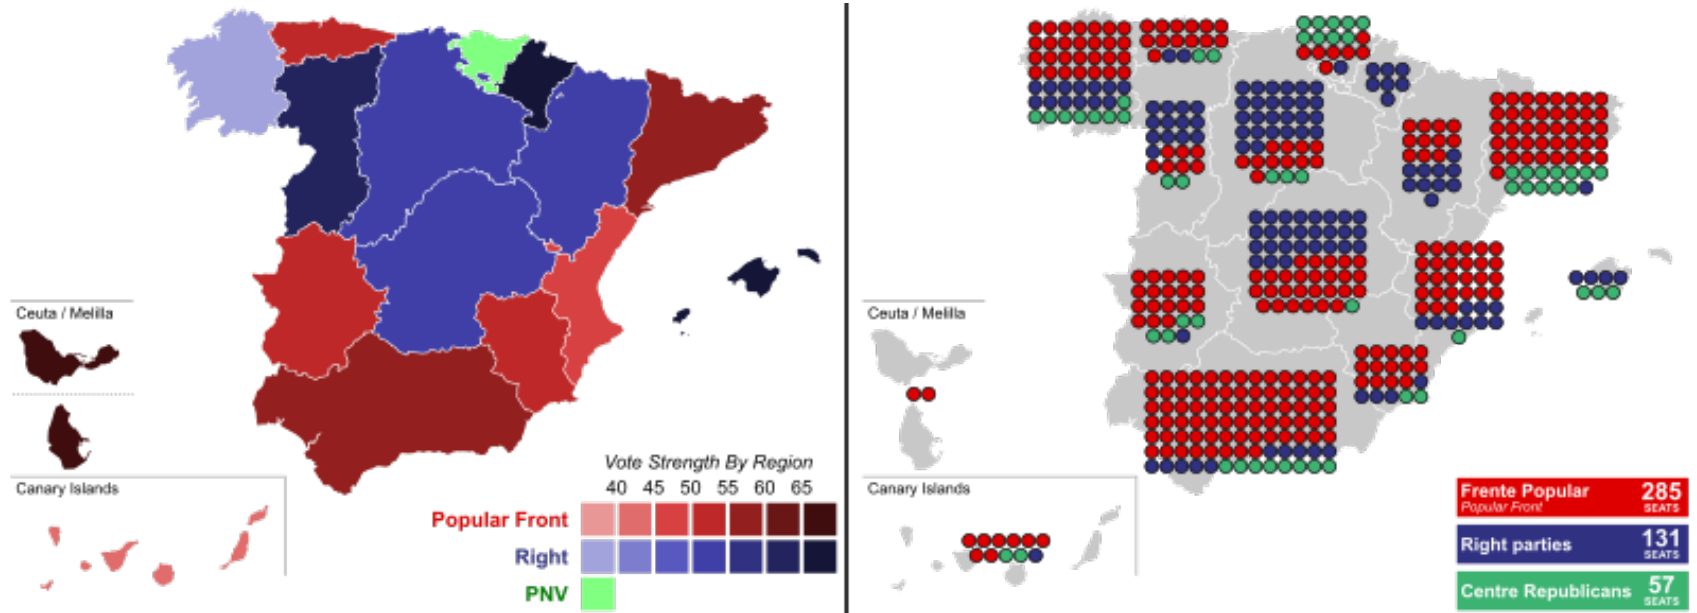 Ceuta / Melilla
Canary Islands
Vote Strength By Region
40 45 50 55 60 65
Popular Front
Right
PNV
Ceuta / Melilla
Canary Islands
Frente Popular 285
Popular Front SEATS
Right parties 131
SEATS
Centre Republicans 57
SEATS